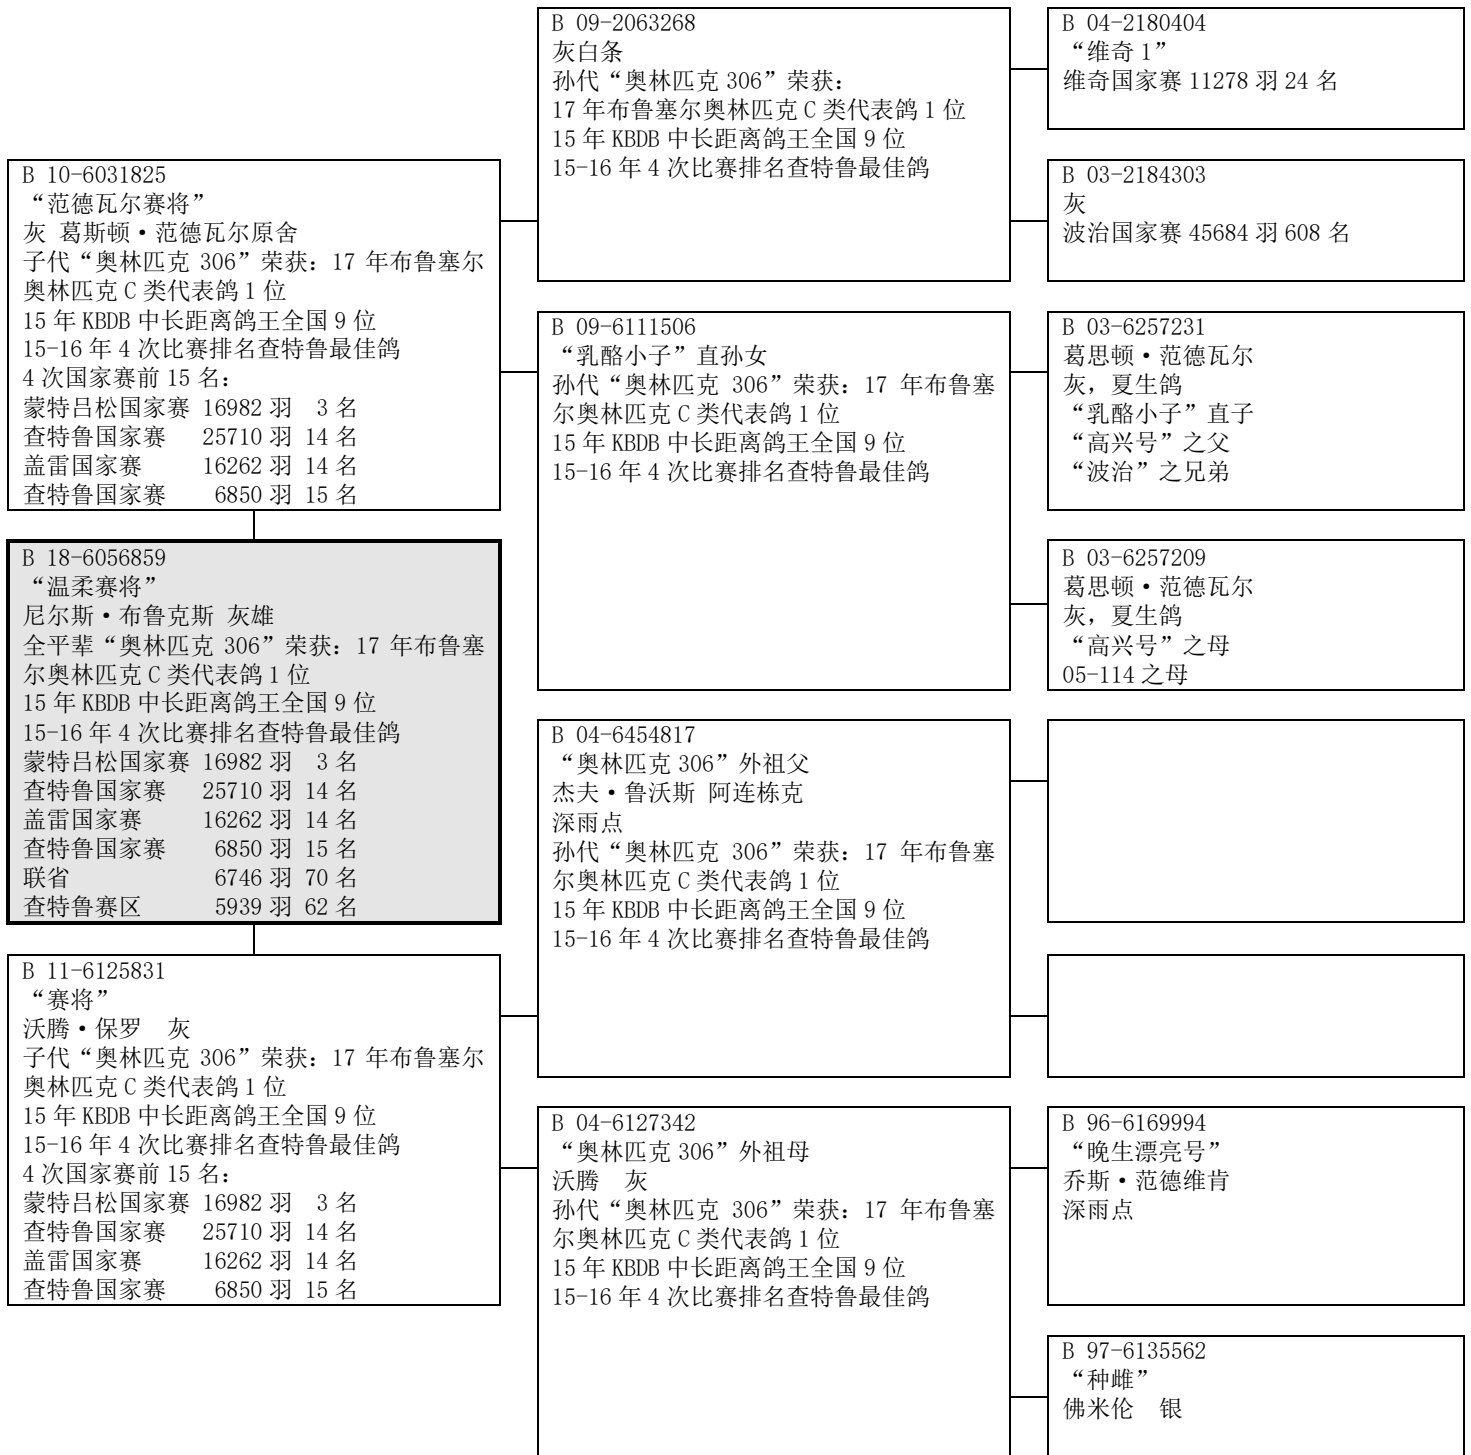 B 10-6031825
“范德瓦尔赛将”
灰 葛斯顿·范德瓦尔原舍
子代“奥林匹克 306”荣获：17 年布鲁塞尔
奥林匹克 C 类代表鸽 1 位
15 年 KBDB 中长距离鸽王全国 9 位
15-16 年 4 次比赛排名查特鲁最佳鸽
4 次国家赛前 15 名：
蒙特吕松国家赛 16982 羽 3 名
查特鲁国家赛 25710 羽 14 名
盖雷国家赛 16262 羽 14 名
查特鲁国家赛 6850 羽 15 名
B 18-6056859
“温柔赛将”
尼尔斯·布鲁克斯 灰雄
全平辈“奥林匹克 306”荣获：17 年布鲁塞
尔奥林匹克 C 类代表鸽 1 位
15 年 KBDB 中长距离鸽王全国 9 位
15-16 年 4 次比赛排名查特鲁最佳鸽
蒙特吕松国家赛 16982 羽 3 名
查特鲁国家赛 25710 羽 14 名
盖雷国家赛 16262 羽 14 名
查特鲁国家赛 6850 羽 15 名
联省 6746 羽 70 名
查特鲁赛区 5939 羽 62 名
B 11-6125831
“赛将”
沃腾·保罗 灰
子代“奥林匹克 306”荣获：17 年布鲁塞尔
奥林匹克 C 类代表鸽 1 位
15 年 KBDB 中长距离鸽王全国 9 位
15-16 年 4 次比赛排名查特鲁最佳鸽
4 次国家赛前 15 名：
蒙特吕松国家赛 16982 羽 3 名
查特鲁国家赛 25710 羽 14 名
盖雷国家赛 16262 羽 14 名
查特鲁国家赛 6850 羽 15 名
B 09-2063268
灰白条
孙代“奥林匹克 306”荣获：
17 年布鲁塞尔奥林匹克 C 类代表鸽 1 位
15 年 KBDB 中长距离鸽王全国 9 位
15-16 年 4 次比赛排名查特鲁最佳鸽
B 09-6111506
“乳酪小子”直孙女
孙代“奥林匹克 306”荣获：17 年布鲁塞
尔奥林匹克 C 类代表鸽 1 位
15 年 KBDB 中长距离鸽王全国 9 位
15-16 年 4 次比赛排名查特鲁最佳鸽
B 04-6454817
“奥林匹克 306”外祖父
杰夫·鲁沃斯 阿连栋克
深雨点
孙代“奥林匹克 306”荣获：17 年布鲁塞
尔奥林匹克 C 类代表鸽 1 位
15 年 KBDB 中长距离鸽王全国 9 位
15-16 年 4 次比赛排名查特鲁最佳鸽
B 04-6127342
“奥林匹克 306”外祖母
沃腾 灰
孙代“奥林匹克 306”荣获：17 年布鲁塞
尔奥林匹克 C 类代表鸽 1 位
15 年 KBDB 中长距离鸽王全国 9 位
15-16 年 4 次比赛排名查特鲁最佳鸽
B 04-2180404
“维奇 1”
维奇国家赛 11278 羽 24 名
B 03-2184303
灰
波治国家赛 45684 羽 608 名
B 03-6257231
葛思顿·范德瓦尔
灰，夏生鸽
“乳酪小子”直子
“高兴号”之父
“波治”之兄弟
B 03-6257209
葛思顿·范德瓦尔
灰，夏生鸽
“高兴号”之母
05-114 之母
B 96-6169994
“晚生漂亮号”
乔斯·范德维肯
深雨点
B 97-6135562
“种雌”
佛米伦 银